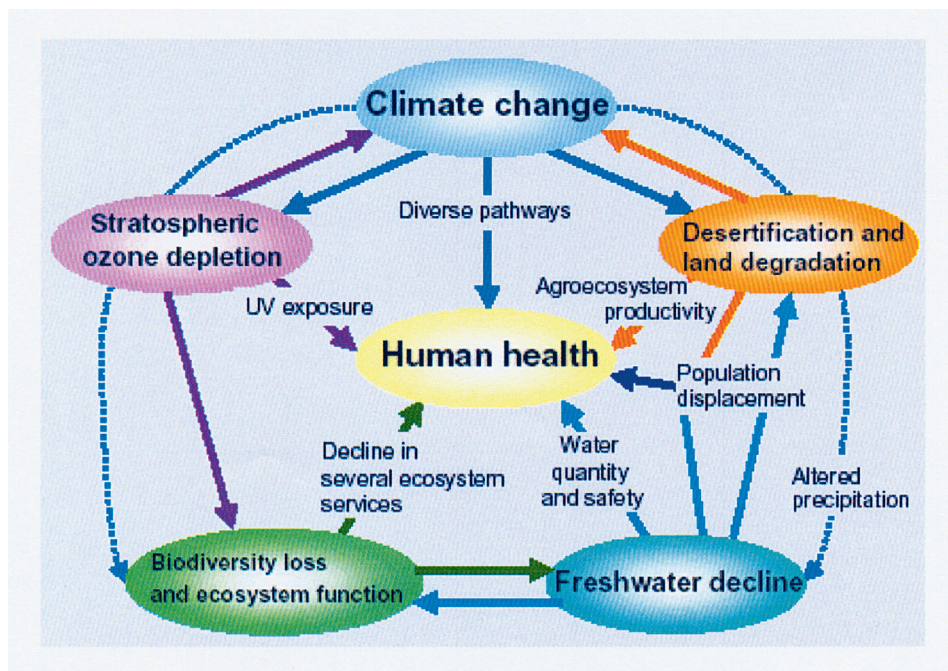 Climate change
Stratospheric
ozone depletion
Diverse pathways
Desertification and
land degradation
UV exposure
Agroecosystem
productivity
Human health
Population
displacement
Decline in
several ecosystem
services
Water
quantity
and safety
Altered
precipitation
Biodiversity loss
and ecosystem function
Freshwater decline